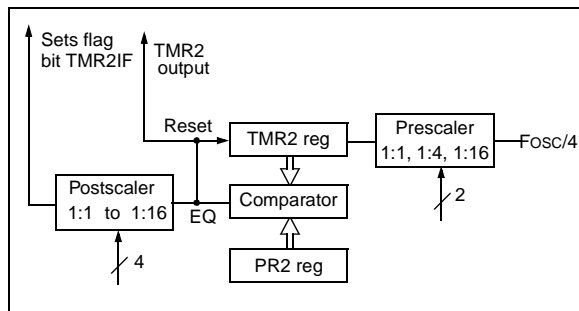 Sets flag
bit TMR2IF
TMR2
output
Reset
TMR2 reg
Prescaler
1:1, 1:4, 1:16
FOSC/4
2
Postscaler
1:1 to 1:16
EQ
Comparator
4
PR2 reg